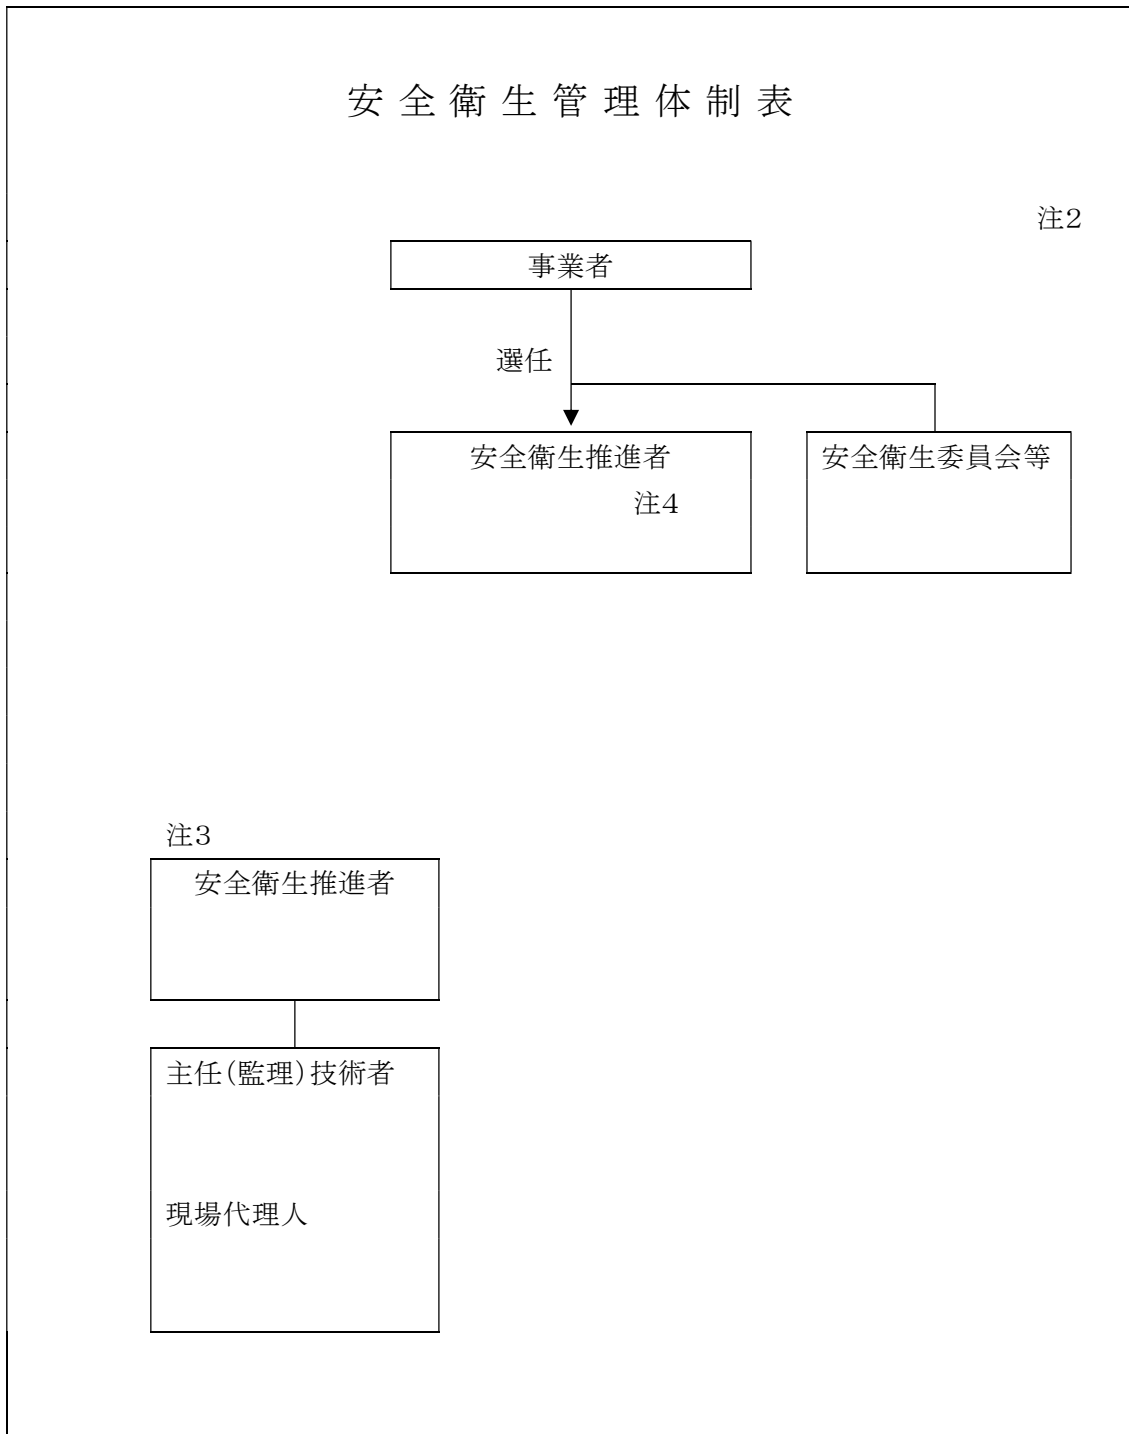 安全衛生管理体制表
注2
事業者
選任
安全衛生推進者
注4
安全衛生委員会等
注3
安全衛生推進者
主任(監理)技術者
現場代理人